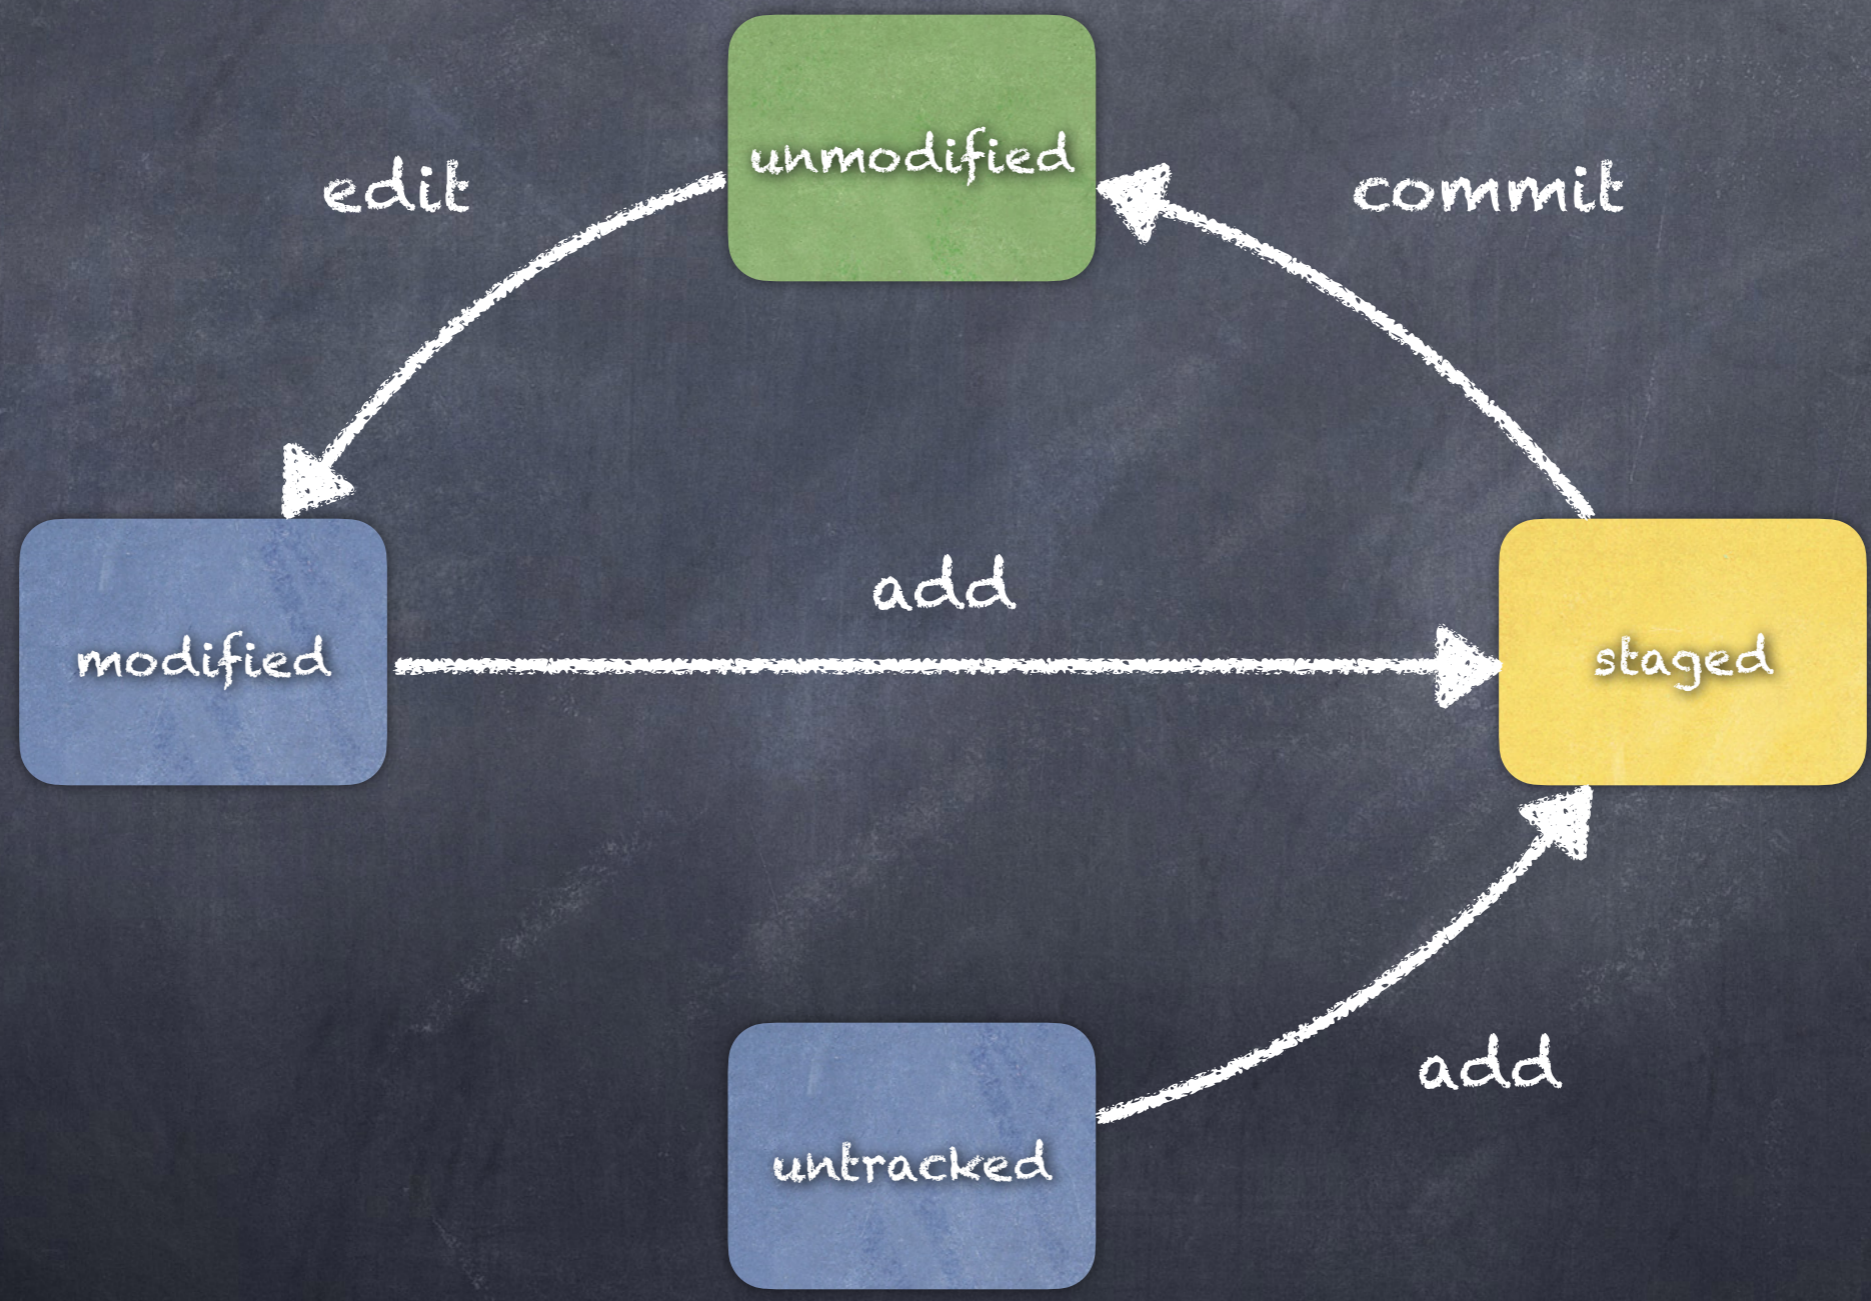 unmodified
edit
commit
add
modified
staged
add
untracked